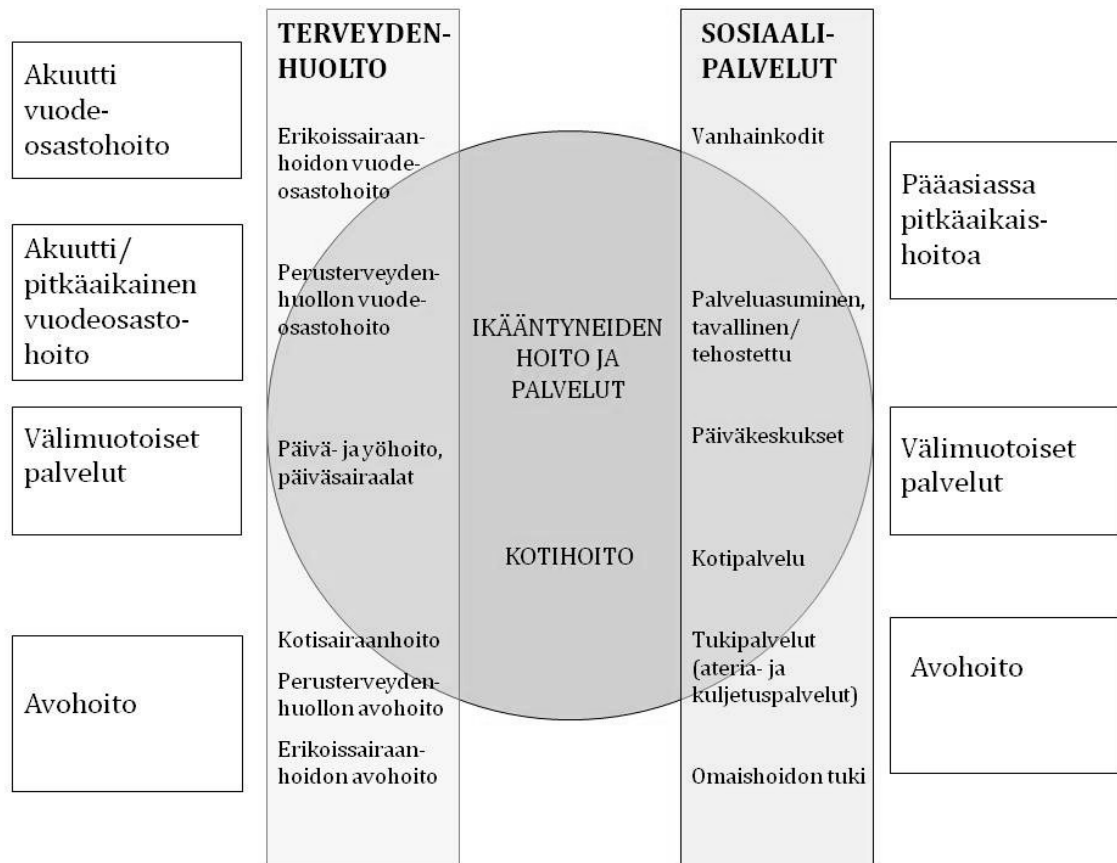 TERVEYDEN-
HUOLTO
SOSIAALI-
PALVELUT
Akuutti
vuode-
osastohoito
Akuutti/
pitkäaikainen
vuodeosasto-
hoito
Välimuotoiset
palvelut
Avohoito
Erikoissairaan-
hoidon vuode-
osastohoito
Perusterveyden-
huollon vuode-
osastohoito
Päivä- ja yöhoito,
päiväsairaalat
Kotisairaanhoito
Perusterveyden-
huollon avohoito
Erikoissairaan-
hoidon avohoito
IKÄÄNTYNEIDEN
HOITO JA
PALVELUT
KOTIHOITO
Vanhainkodit
Palveluasuminen,
tavallinen/
tehostettu
Päiväkeskukset
Kotipalvelu
Tukipalvelut
(ateria- ja
kuljetuspalvelut)
Omaishoidon tuki
Pääasiassa
pitkäaikais-
hoitoa
Välimuotoiset
palvelut
Avohoito